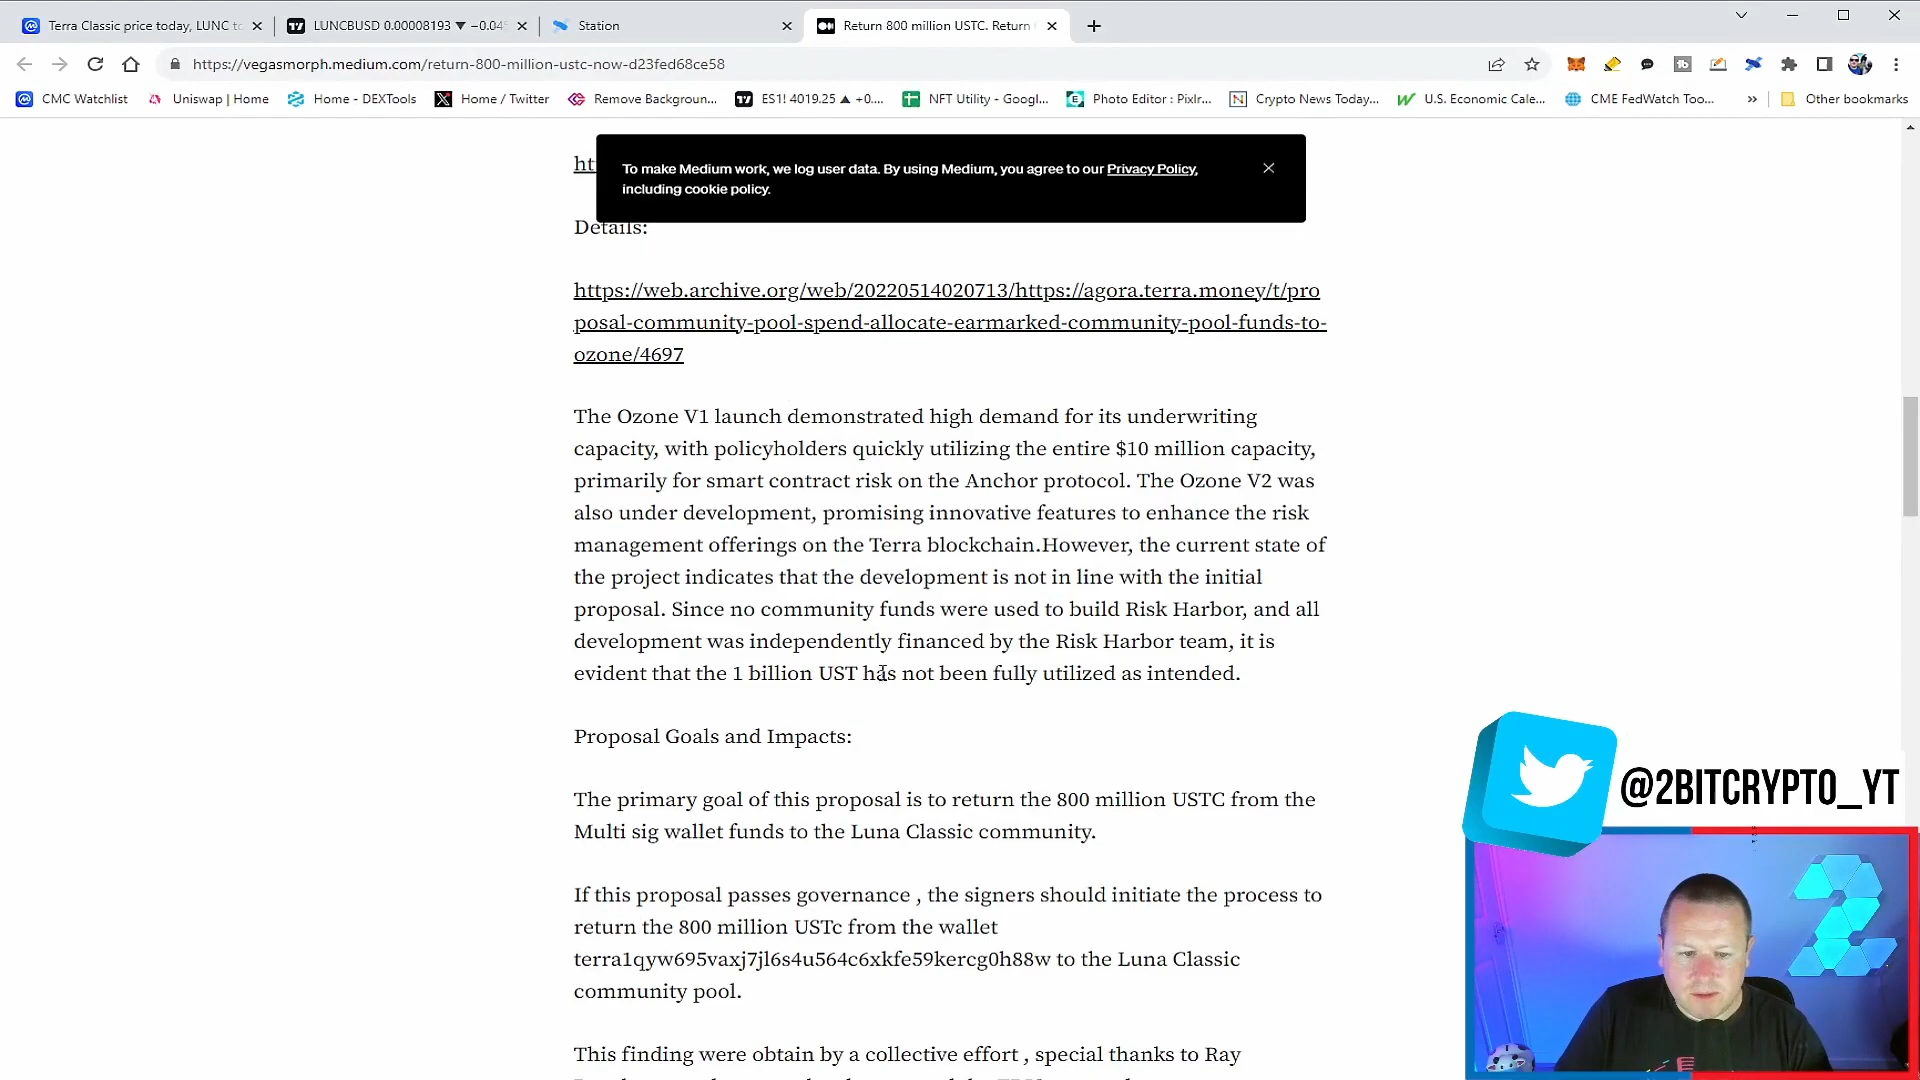 Terra Classic price today, LUNC to
LUNCBUSD 0.00008193 ▼ −0.04
Station
Return 800 million USTC. Return
https://vegasmorph.medium.com/return-800-million-ustc-now-d23fed68ce58
CMC Watchlist
Uniswap | Home
Home - DEXTools
Home / Twitter
Remove Backgroun...
ES1! 4019.25 ▲ +0....
NFT Utility - Googl...
Photo Editor : Pixlr...
Crypto News Today...
U.S. Economic Cale...
CME FedWatch Too...
»
Other bookmarks
ht
To make Medium work, we log user data. By using Medium, you agree to our Privacy Policy,
including cookie policy.
Details:
https://web.archive.org/web/20220514020713/https://agora.terra.money/t/pro
posal-community-pool-spend-allocate-earmarked-community-pool-funds-to-
ozone/4697
The Ozone V1 launch demonstrated high demand for its underwriting
capacity, with policyholders quickly utilizing the entire $10 million capacity,
primarily for smart contract risk on the Anchor protocol. The Ozone V2 was
also under development, promising innovative features to enhance the risk
management offerings on the Terra blockchain.However, the current state of
the project indicates that the development is not in line with the initial
proposal. Since no community funds were used to build Risk Harbor, and all
development was independently financed by the Risk Harbor team, it is
evident that the 1 billion UST has not been fully utilized as intended.
Proposal Goals and Impacts:
The primary goal of this proposal is to return the 800 million USTC from the
Multi sig wallet funds to the Luna Classic community.
If this proposal passes governance , the signers should initiate the process to
return the 800 million USTc from the wallet
terra1qyw695vaxj7jl6s4u564c6xkfe59kercg0h88w to the Luna Classic
community pool.
This finding were obtain by a collective effort , special thanks to Ray
@2BITCRYPTO_YT